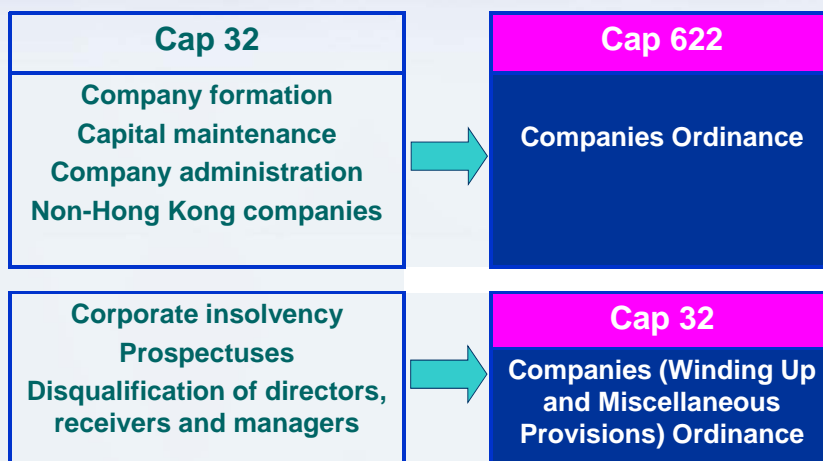 Cap 32
Company formation
Capital maintenance
Company administration
Non-Hong Kong companies
Cap 622
Companies Ordinance
Corporate insolvency
Prospectuses
Disqualification of directors,
receivers and managers
Cap 32
Companies (Winding Up
and Miscellaneous
Provisions) Ordinance